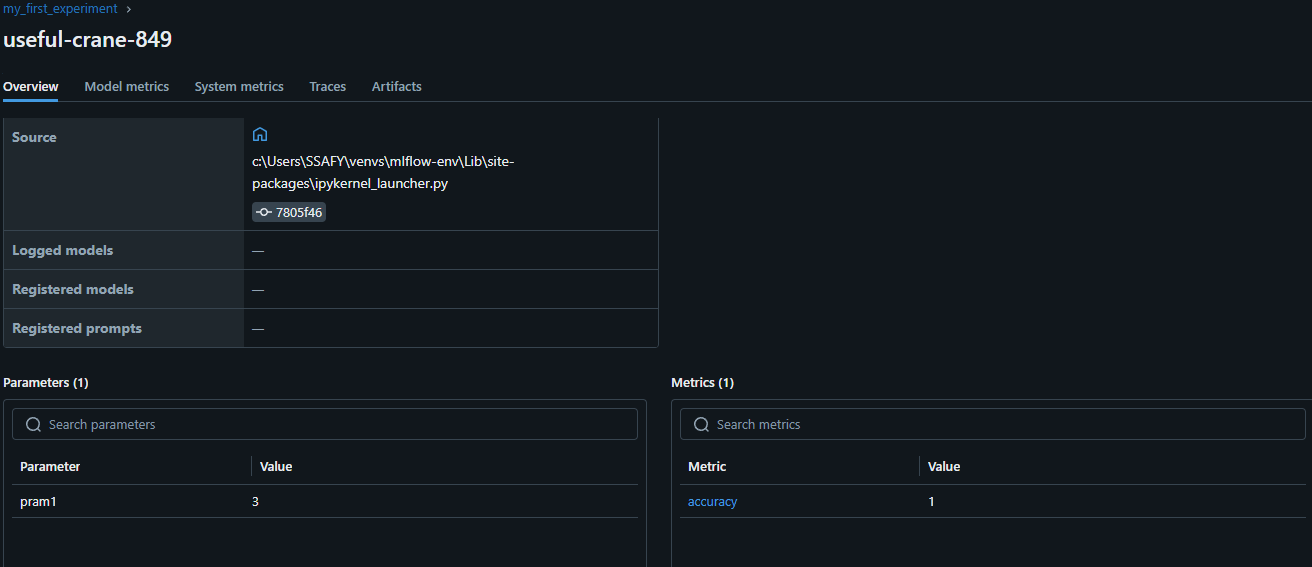 my_first_experiment ›
useful-crane-849
Overview Model metrics System metrics Traces Artifacts
Source
c:\Users\SSAFY\venvs\mlflow-env\Lib\site-
packages\ipykernel_launcher.py
7805f46
Logged models —
Registered models —
Registered prompts —
Parameters (1)
Search parameters
Parameter Value
pram1 3
Metrics (1)
Search metrics
Metric Value
accuracy 1